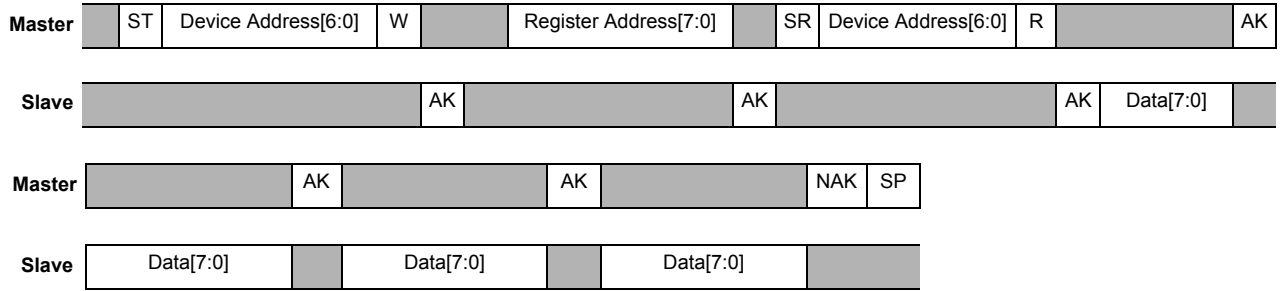 Master ST Device Address[6:0] W Register Address[7:0] SR Device Address[6:0] R AK
Slave AK AK AK Data[7:0]
Master AK AK NAK SP
Slave Data[7:0] Data[7:0] Data[7:0]